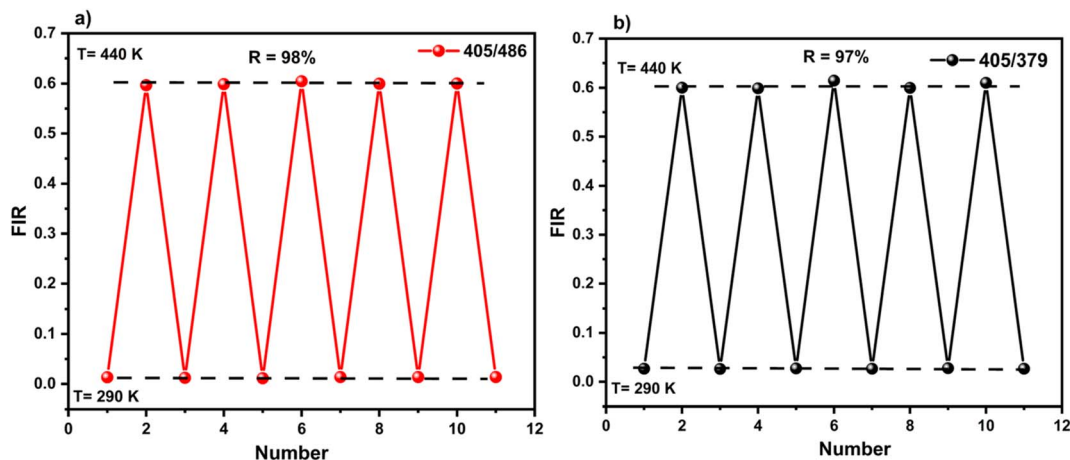 a)
0.7
T= 440 K
R = 98%
405/486
0.6
0.5
0.4
FIR
0.3
0.2
0.1
0.0
T= 290 K
0 2 4 6 8 10 12
Number
b)
0.7
T= 440 K
R = 97%
405/379
0.6
0.5
0.4
FIR
0.3
0.2
0.1
0.0
T= 290 K
0 2 4 6 8 10 12
Number